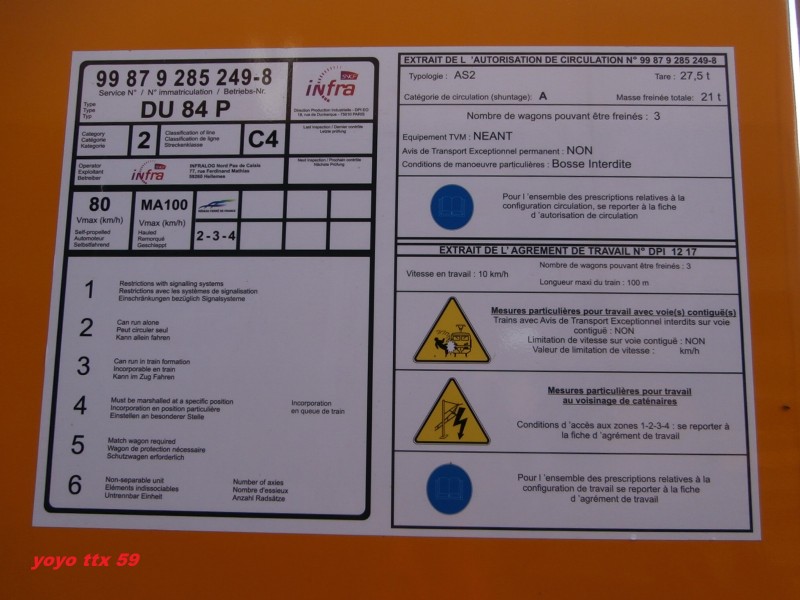 99 87 9 285 249-8
Service N° / N° immatriculation / Betriebs-Nr.
Type
Type
Typ
DU 84 P
SNCF
infra
Direction Production Industrielle - DPI
Category
Catégorie
Kategorie
2
Classification of line
Classification de ligne
Streckenklasse
C4
Last inspection / Dernier contrôle
Letzte prüfung
Operator
Exploitant
Betreiber
infra
INFRALOG Nord Pas de Calais
77, rue Ferdinand Mathias
59260 Hellemes
Next inspection / Prochain contrôle
Nächste Prüfung
80
Vmax (km/h)
Self-propelled
Automoteur
Selbstfahrend
MA100
Vmax (km/h)
Hauled
Remorqué
Geschleppt
2-3-4
1
Restrictions with signalling systems
Restrictions avec les systèmes de signalisation
Einschränkungen bezüglich Signalsysteme
2
Can run alone
Peut circuler seul
Kann allein fahren
3
Can run in train formation
Incorporable en train
Kann im Zug Fahren
4
Must be marshalled at a specific position
Incorporation en position particulière
Einstellen an besonderer Stelle
Incorporation
en queue de train
5
Match wagon required
Wagon de protection nécessaire
Schutzwagen erforderlich
6
Non-separable unit
Eléments indissociables
Untrennbar Einheit
Number of axles
Nombre d'essieux
Anzahl Radsätze
EXTRAIT DE L 'AUTORISATION DE CIRCULATION N° 99 87 9 285 249-8
Typologie : AS2
Tare : 27,5 t
Catégorie de circulation (shuntage): A
Masse freinée totale: 21 t
Nombre de wagons pouvant être freinés : 3
Equipement TVM : NEANT
Avis de Transport Exceptionnel permanent : NON
Conditions de manoeuvre particulières : Bosse Interdite
Pour l 'ensemble des prescriptions relatives à la
configuration circulation, se reporter à la fiche
d 'autorisation de circulation
EXTRAIT DE L' AGREMENT DE TRAVAIL N° DPI 12 17
Vitesse en travail : 10 km/h
Nombre de wagons pouvant être freinés : 3
Longueur maxi du train : 100 m
Mesures particulières pour travail avec voie(s) contiguë(s)
Trains avec Avis de Transport Exceptionnel interdits sur voie
contiguë : NON
Limitation de vitesse sur voie contiguë : NON
Valeur de limitation de vitesse : km/h
Mesures particulières pour travail
au voisinage de caténaires
Conditions d 'accès aux zones 1-2-3-4 : se reporter à
la fiche d 'agrément de travail
Pour l 'ensemble des prescriptions relatives à la
configuration de travail se reporter à la fiche
d 'agrément de travail
yoyo ttx 59